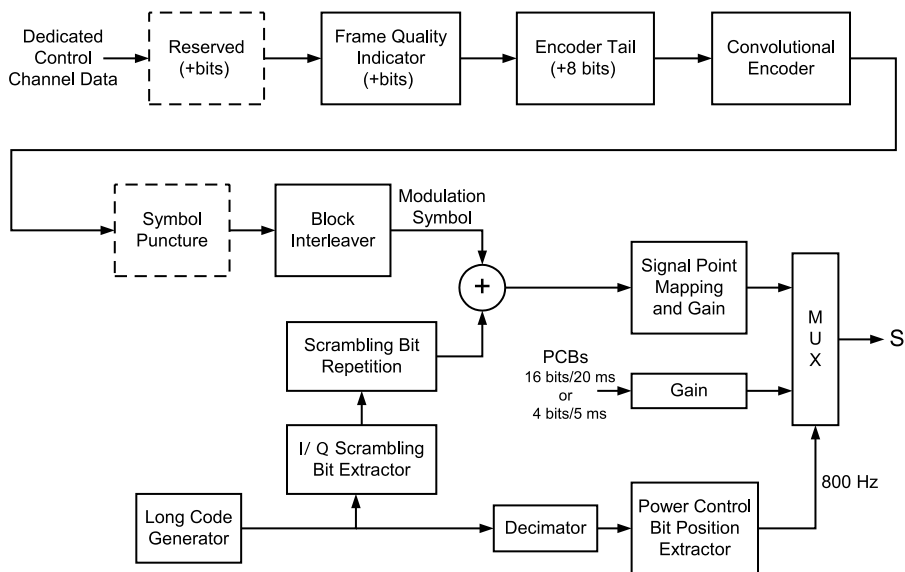 Dedicated
Control
Channel Data
Reserved
(+bits)
Frame Quality
Indicator
(+bits)
Encoder Tail
(+8 bits)
Convolutional
Encoder
Symbol
Puncture
Block
Interleaver
Modulation
Symbol
+
Signal Point
Mapping
and Gain
M
U
X
S
Scrambling Bit
Repetition
PCBs
16 bits/20 ms
or
4 bits/5 ms
Gain
I/ Q Scrambling
Bit Extractor
800 Hz
Long Code
Generator
Decimator
Power Control
Bit Position
Extractor